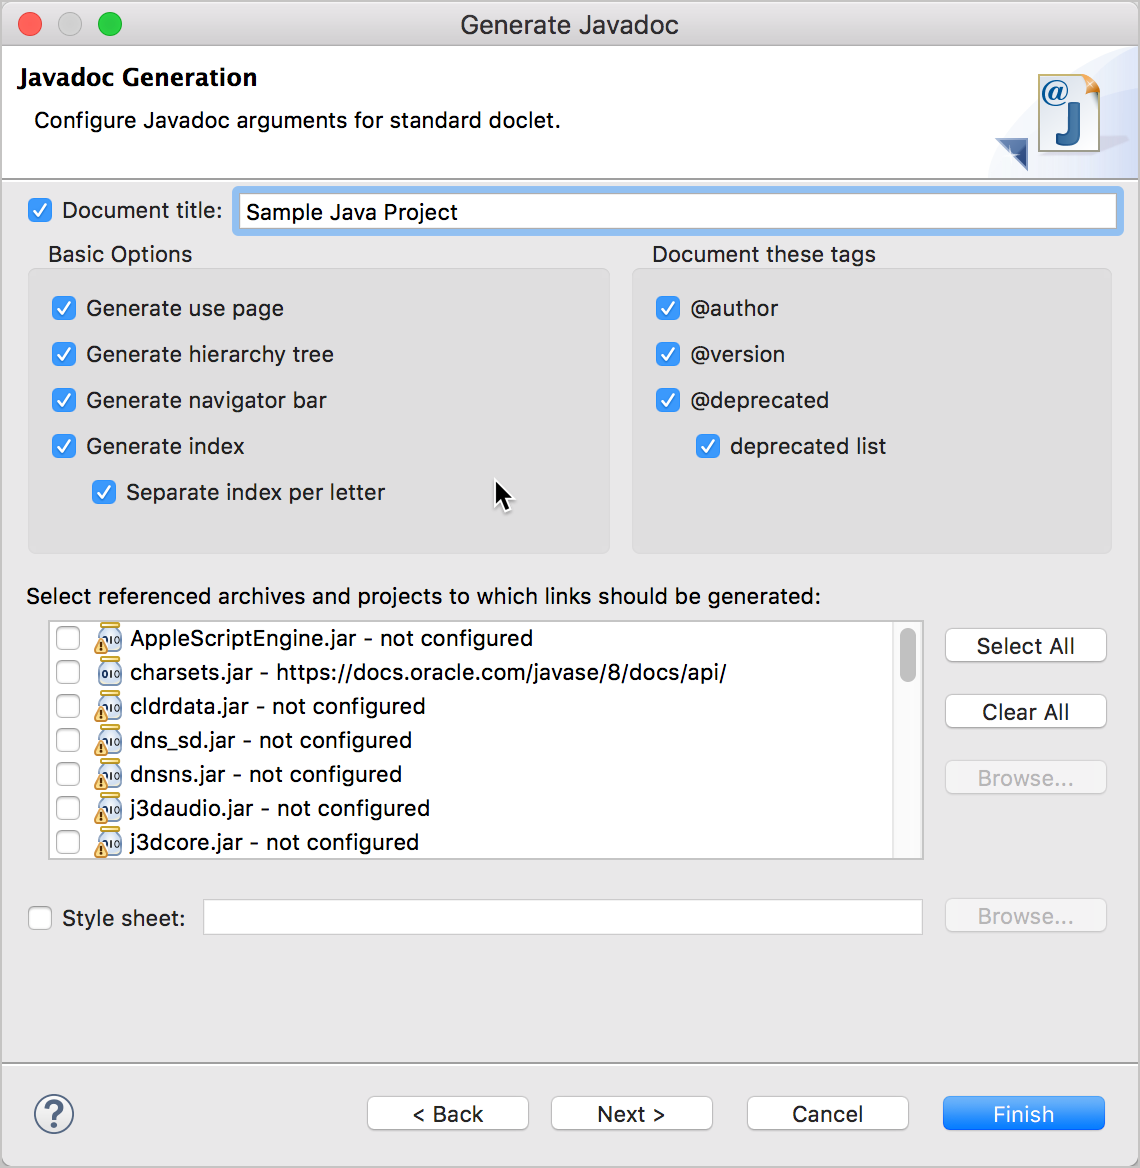 Generate Javadoc
Javadoc Generation
Configure Javadoc arguments for standard doclet.
@
J
Document title: Sample Java Project
Basic Options
Generate use page
Generate hierarchy tree
Generate navigator bar
Generate index
Separate index per letter
Document these tags
@author
@version
@deprecated
deprecated list
Select referenced archives and projects to which links should be generated:
AppleScriptEngine.jar - not configured
charsets.jar - https://docs.oracle.com/javase/8/docs/api/
cldrdata.jar - not configured
dns_sd.jar - not configured
dnsns.jar - not configured
j3daudio.jar - not configured
j3dcore.jar - not configured
Select All
Clear All
Browse...
Style sheet:
Browse...
?
< Back
Next >
Cancel
Finish